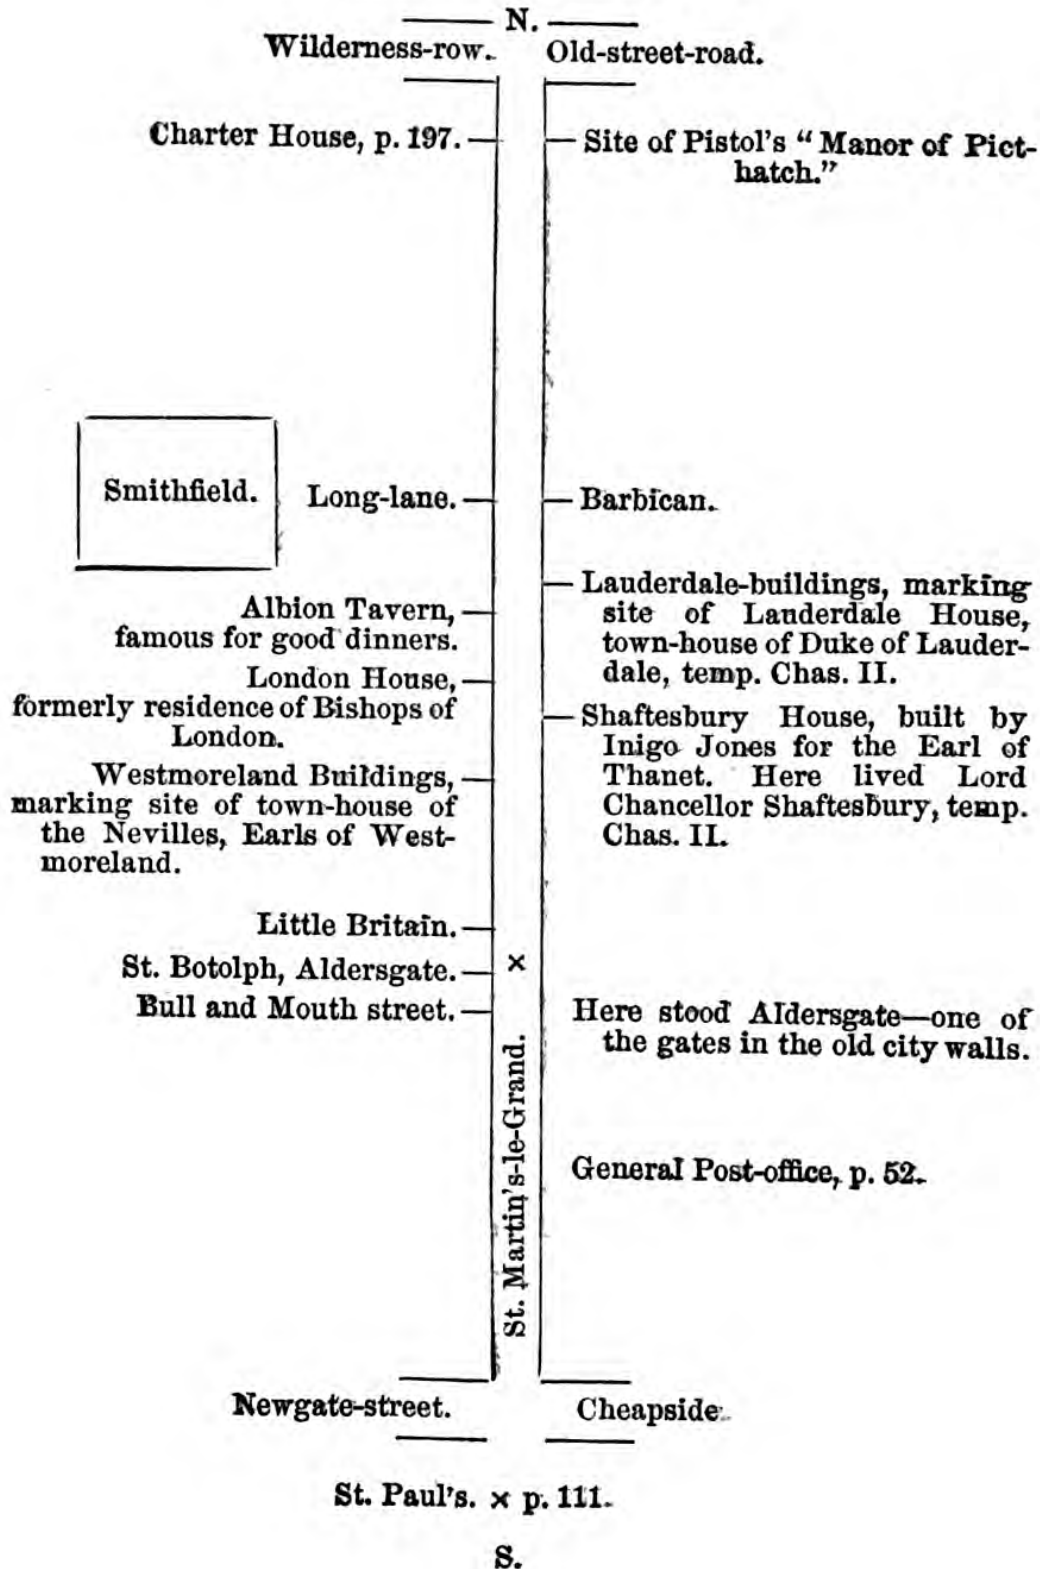 N.
Wilderness-row. Old-street-road.
Charter House, p. 197.
Site of Pistol's "Manor of Pict-
hatch."
Smithfield.
Long-lane.
Barbican.
Lauderdale-buildings, marking
site of Lauderdale House,
town-house of Duke of Lauder-
dale, temp. Chas. II.
Albion Tavern,
famous for good dinners.
London House,
formerly residence of Bishops of
London.
Shaftesbury House, built by
Inigo Jones for the Earl of
Thanet. Here lived Lord
Chancellor Shaftesbury, temp.
Chas. II.
Westmoreland Buildings,
marking site of town-house of
the Nevilles, Earls of West-
moreland.
Little Britain.
St. Botolph, Aldersgate.
×
Bull and Mouth street.
Here stood Aldersgate—one of
the gates in the old city walls.
St. Martin's-le-Grand.
General Post-office, p. 52.
Newgate-street.
Cheapside.
St. Paul's. × p. 111.
S.